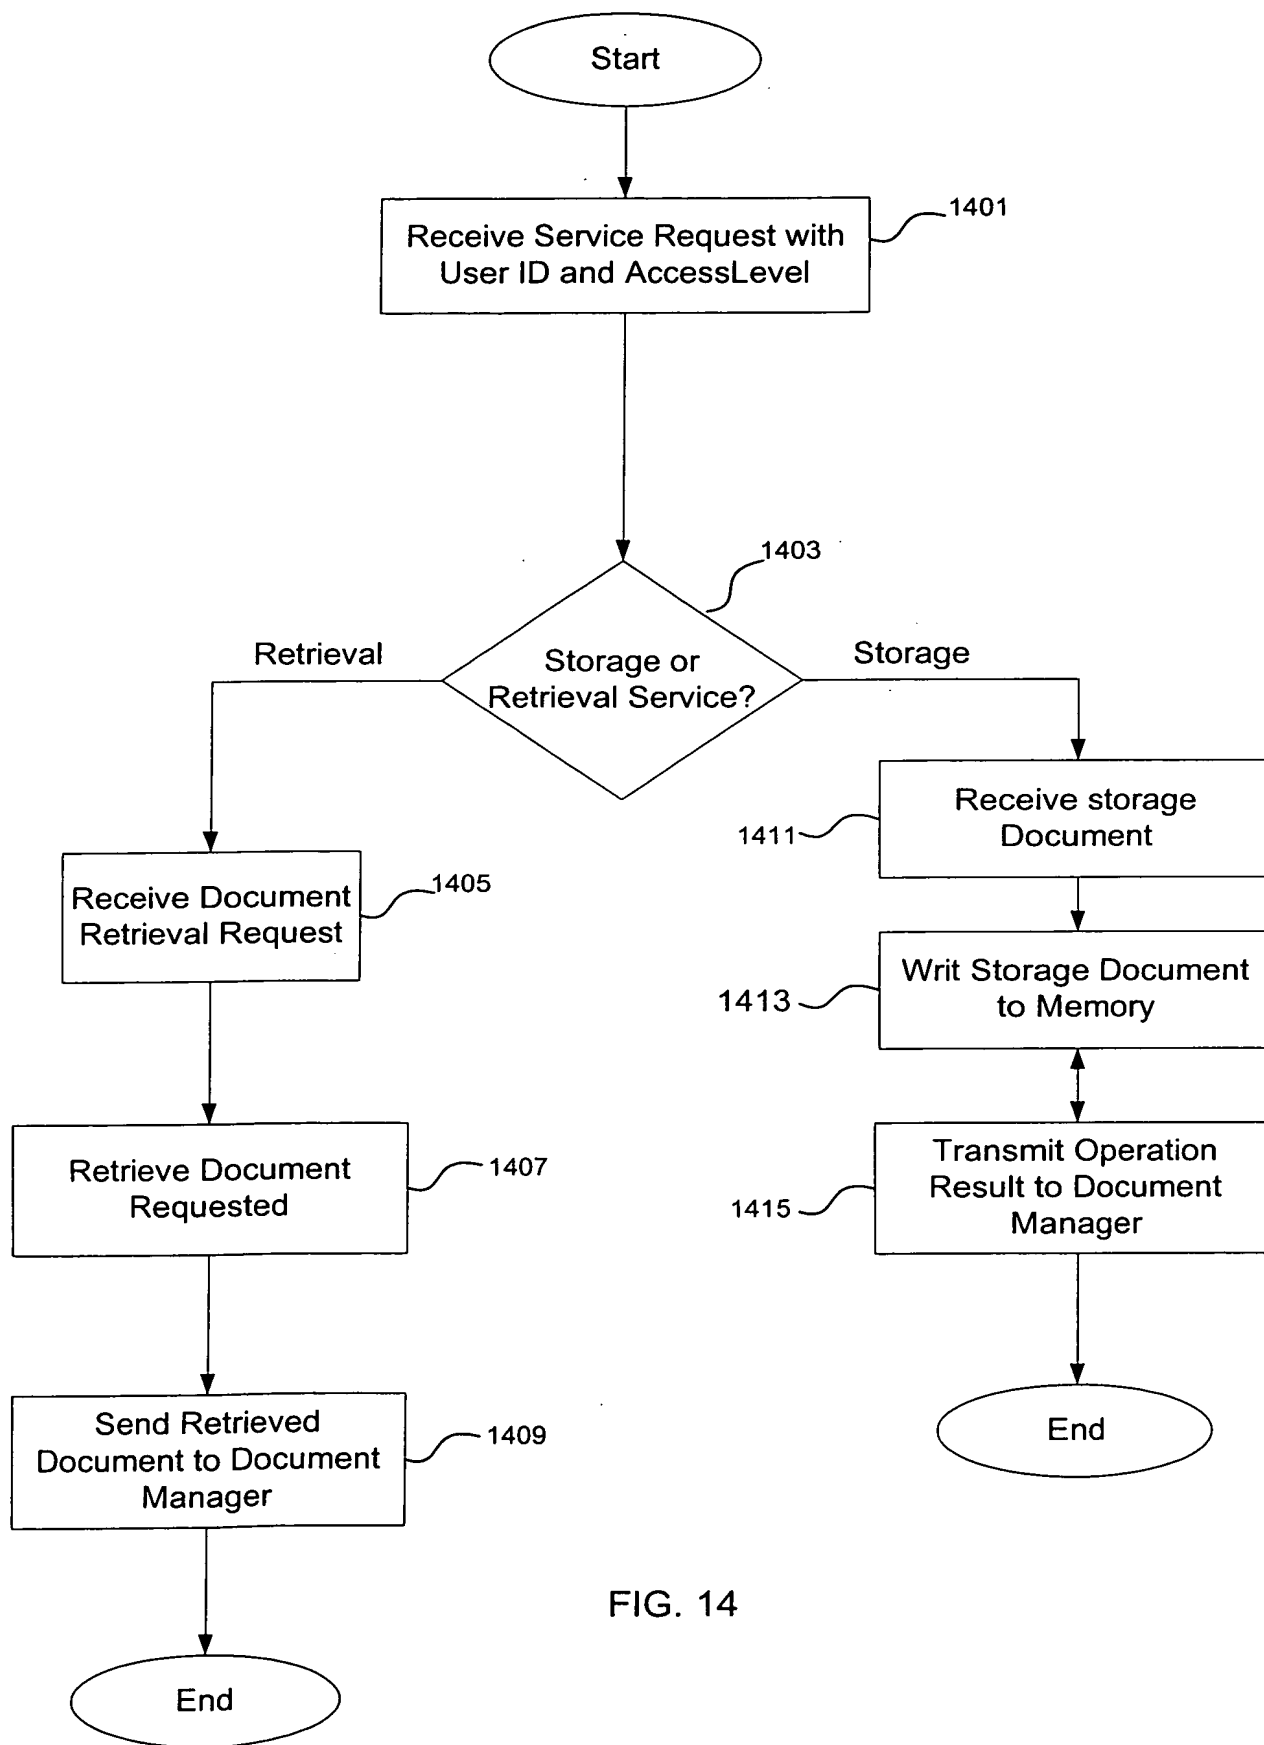 Start
1401
Receive Service Request with
User ID and AccessLevel
1403
Retrieval
Storage
Storage or
Retrieval Service?
Receive storage
Document
1411
1405
Receive Document
Retrieval Request
Writ Storage Document
to Memory
1413
Retrieve Document
Requested
1407
Transmit Operation
Result to Document
Manager
1415
Send Retrieved
Document to Document
Manager
1409
End
FIG. 14
End